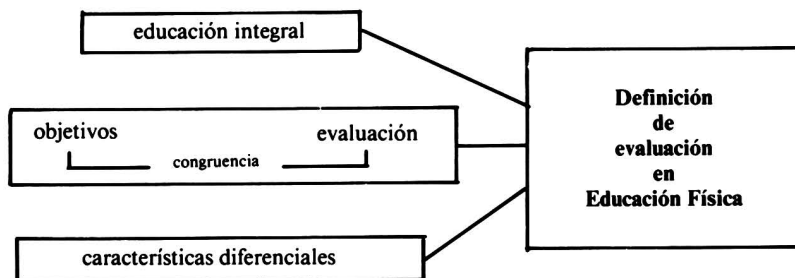 educación integral
objetivos evaluación
congruencia
características diferenciales
Definición
de
evaluación
en
Educación Física